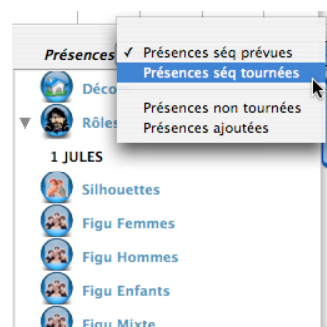 Présences
✓ Présences séq prévues
Présences séq tournées
Présences non tournées
Présences ajoutées
Déco
Rôles
1 JULES
Silhouettes
Figu Femmes
Figu Hommes
Figu Enfants
Figu Mixte